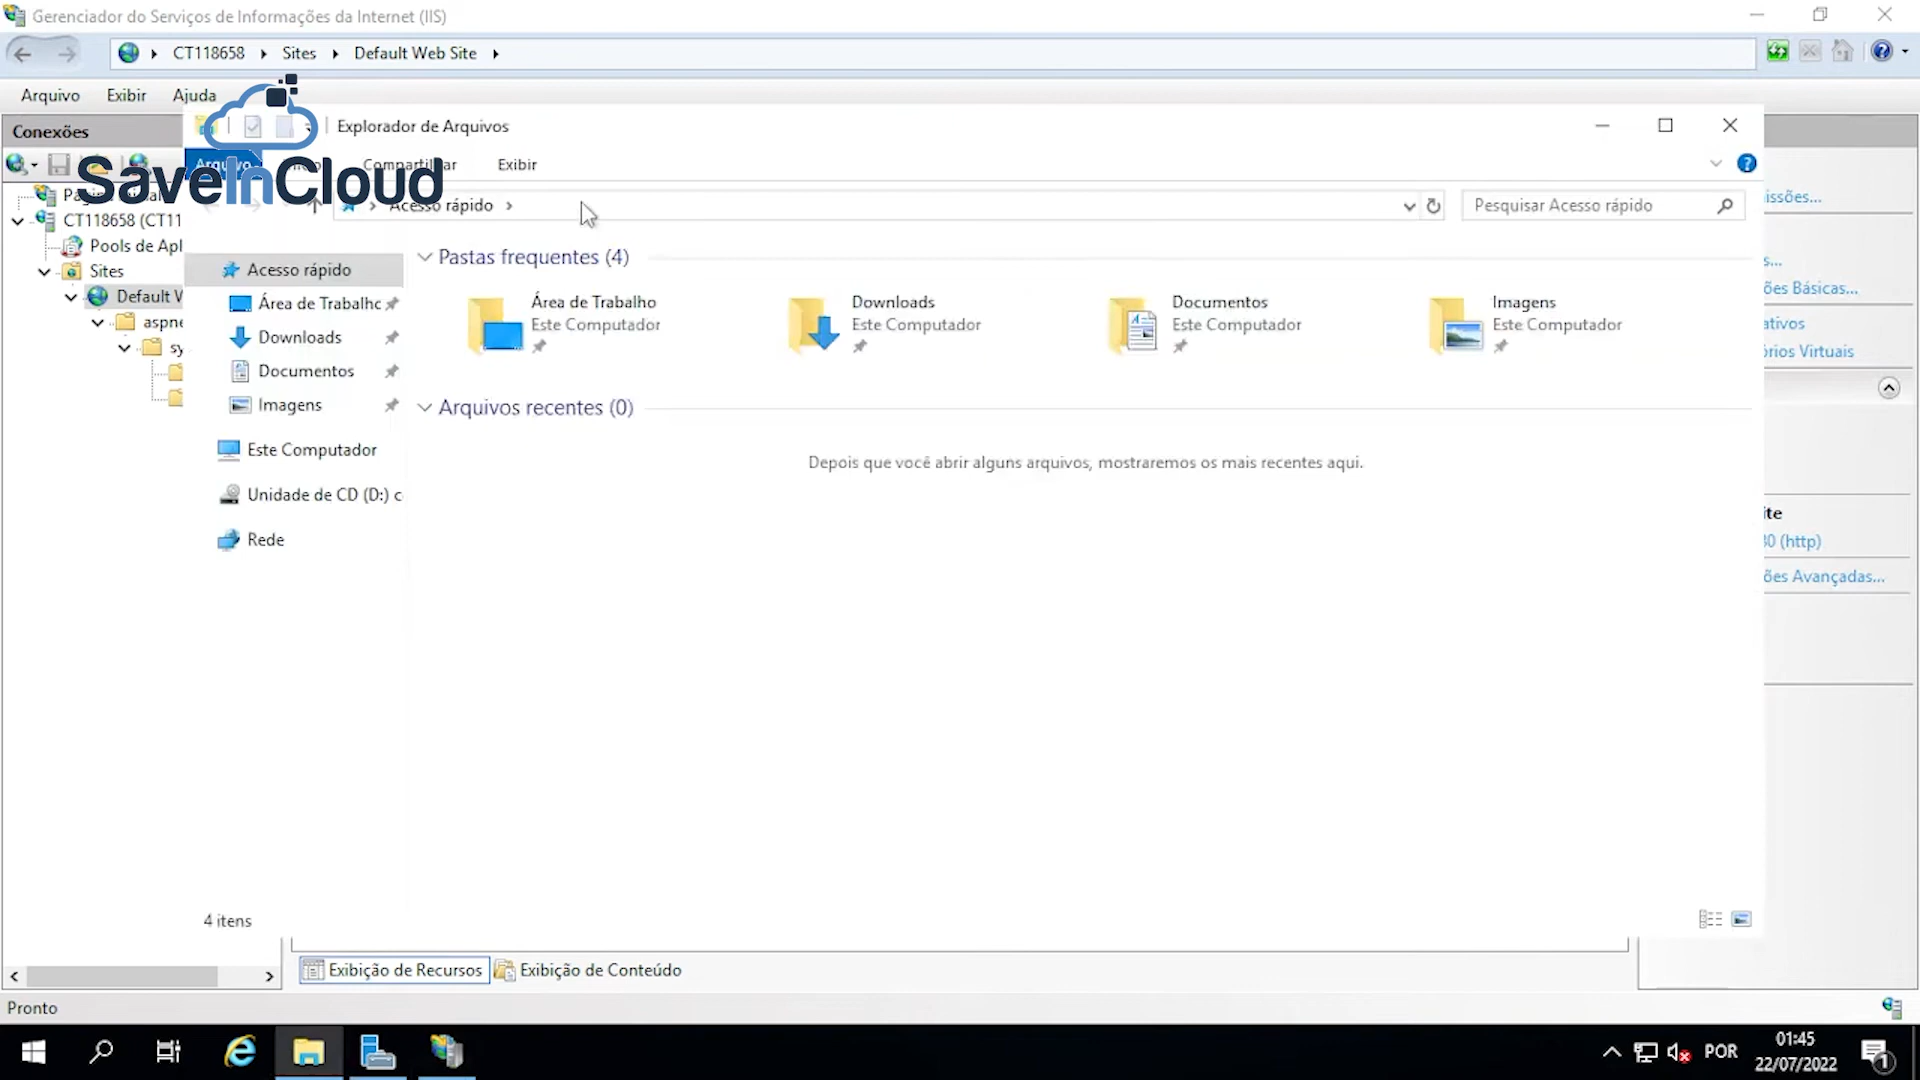 Gerenciador do Serviços de Informações da Internet (IIS)
CT118658 Sites Default Web Site
Arquivo Exibir Ajuda
Conexões
Explorador de Arquivos
Arquivo Compartilhar Exibir
SaveInCloud
Acesso rápido
Pesquisar Acesso rápido
CT118658 (CT11
Pools de Apl
Sites
Default W
aspne
sy
Acesso rápido
Área de Trabalho
Downloads
Documentos
Imagens
Este Computador
Unidade de CD (D:) c
Rede
Pastas frequentes (4)
Área de Trabalho
Este Computador
Downloads
Este Computador
Documentos
Este Computador
Imagens
Este Computador
Arquivos recentes (0)
Depois que você abrir alguns arquivos, mostraremos os mais recentes aqui.
issões...
s...
ões Básicas...
ativos
órios Virtuais
ite
80 (http)
ões Avançadas...
4 itens
Exibição de Recursos Exibição de Conteúdo
Pronto
POR
01:45
22/07/2022
1